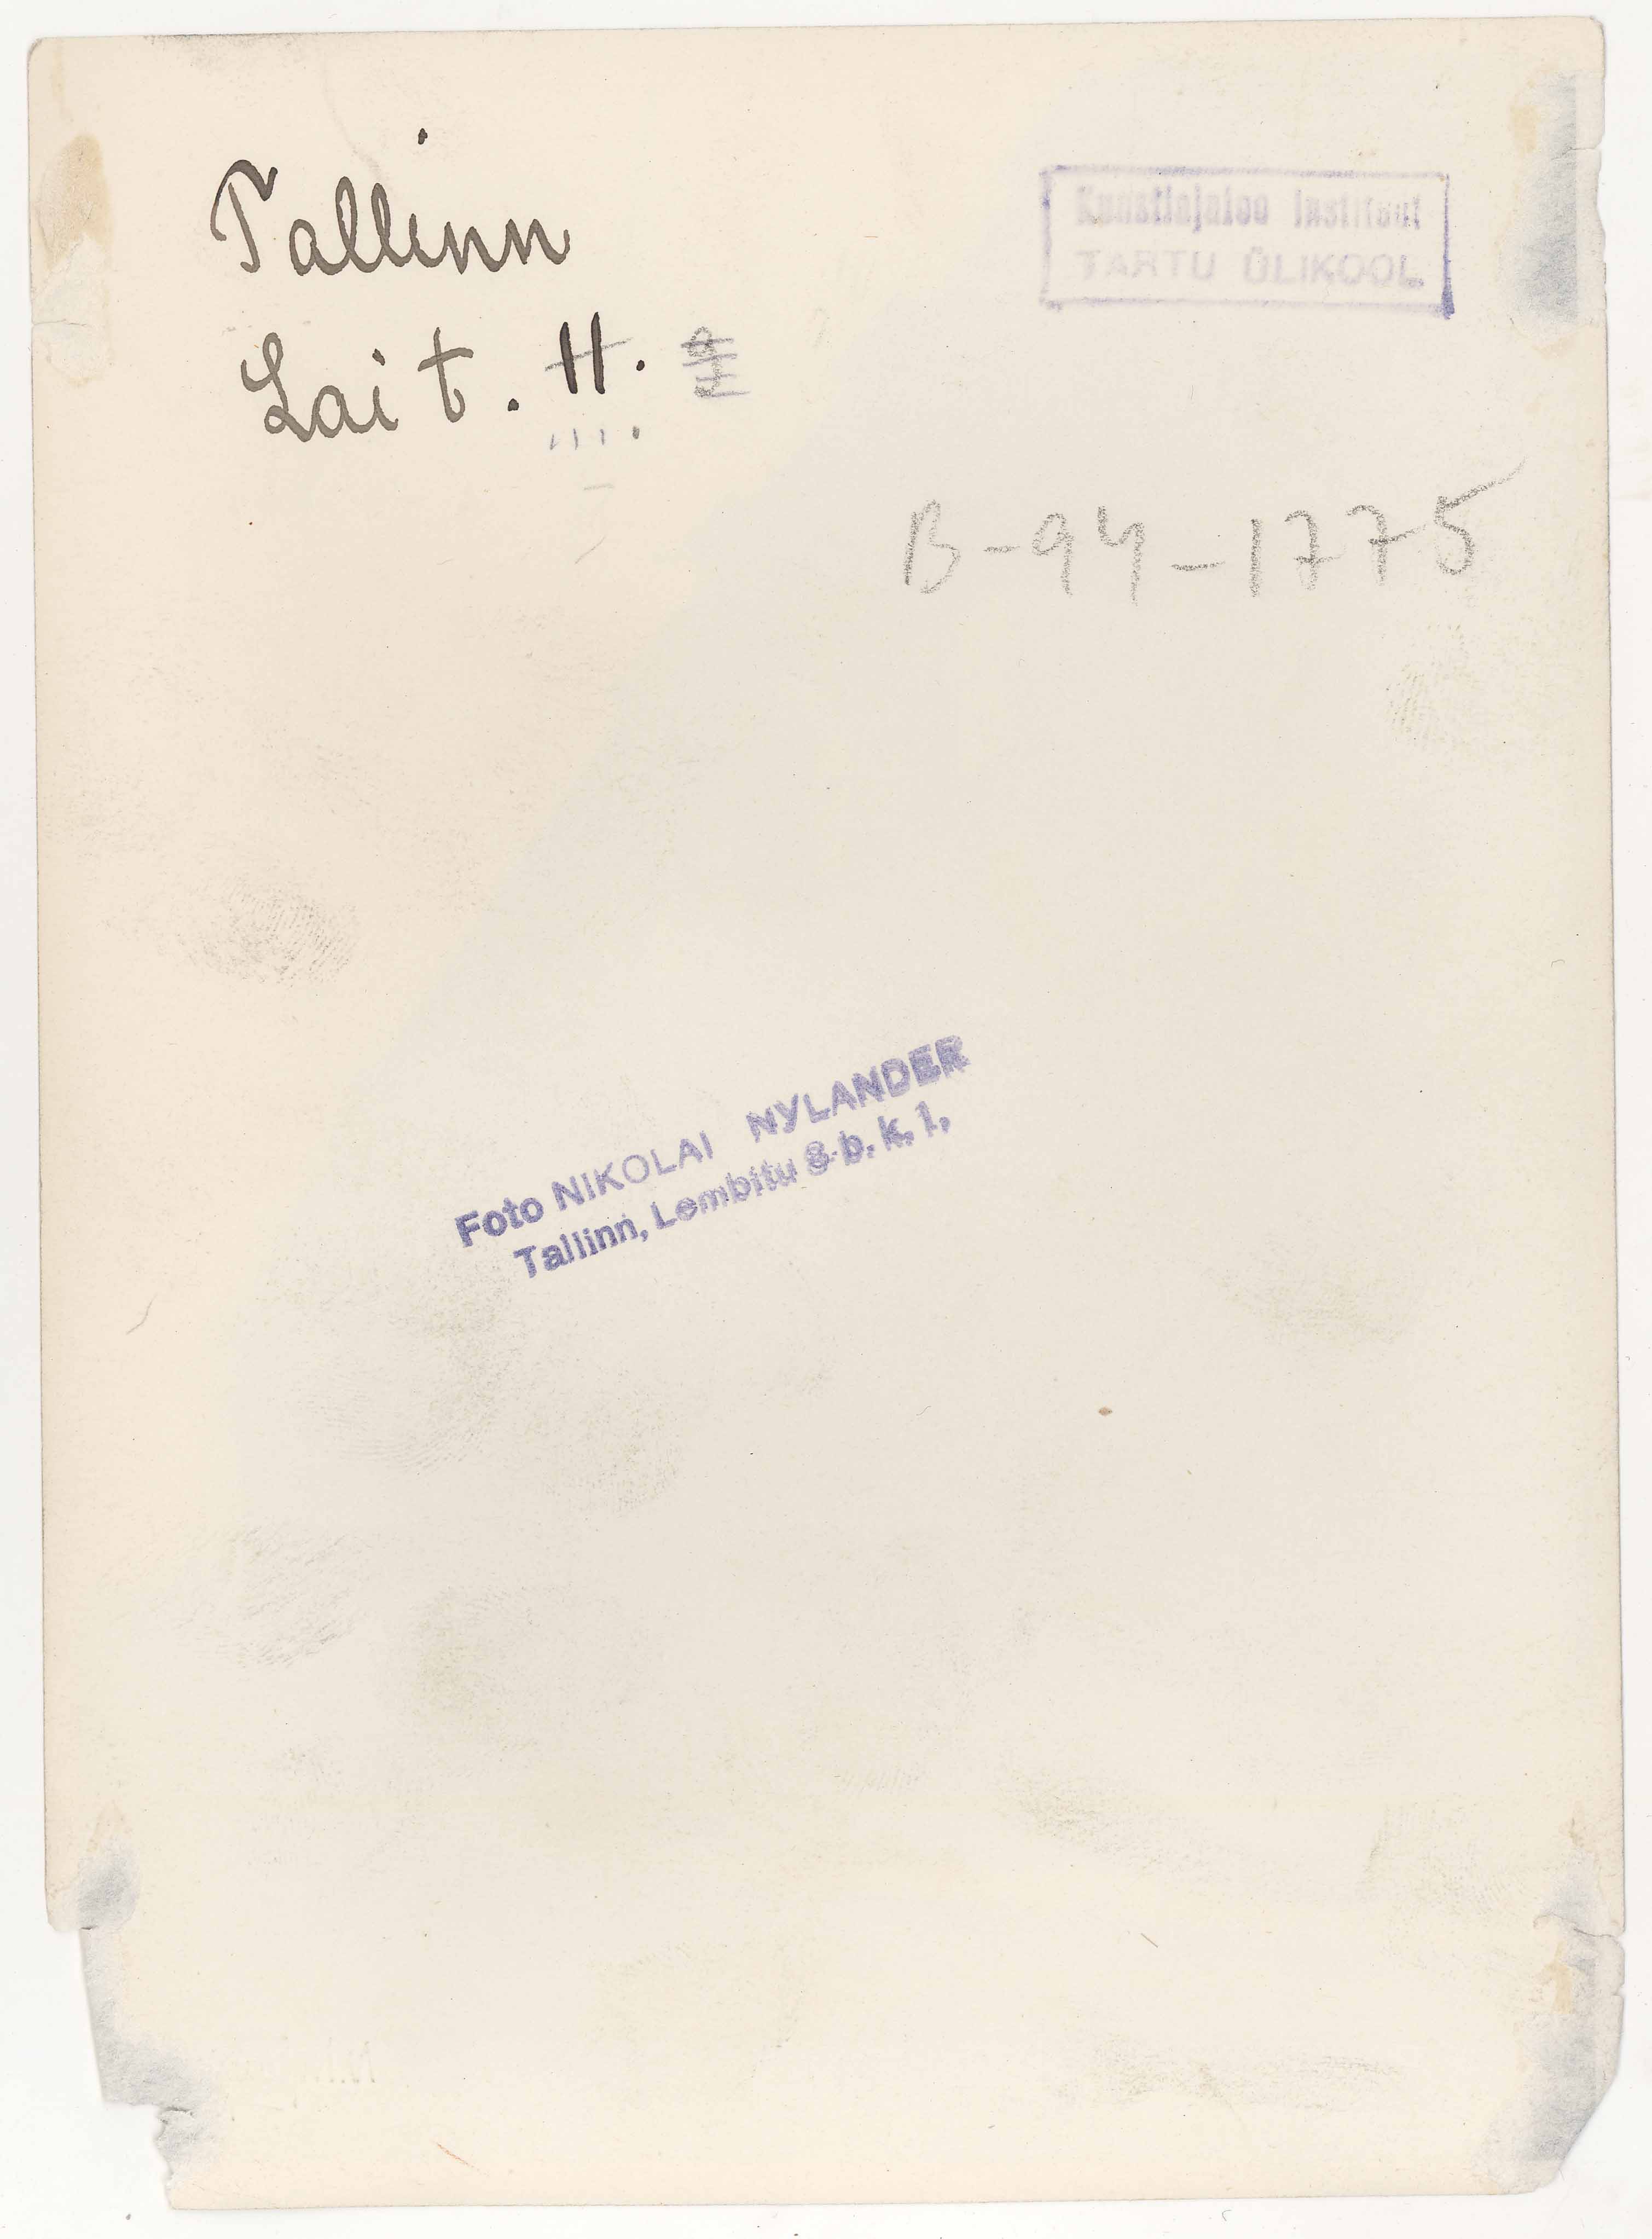 Tallinn
Lai t. 11.
Kunstiajaloo Instituut
TARTU ÜLIKOOL
B-94-1775
Foto NIKOLAI NYLANDER
Tallinn, Lembitu 8-b. k. 1,